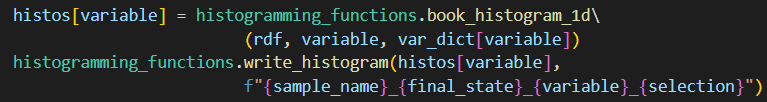 histos[variable] = histogramming_functions.book_histogram_1d\
(rdf, variable, var_dict[variable])
histogramming_functions.write_histogram(histos[variable],
f"{sample_name}_{final_state}_{variable}_{selection}")